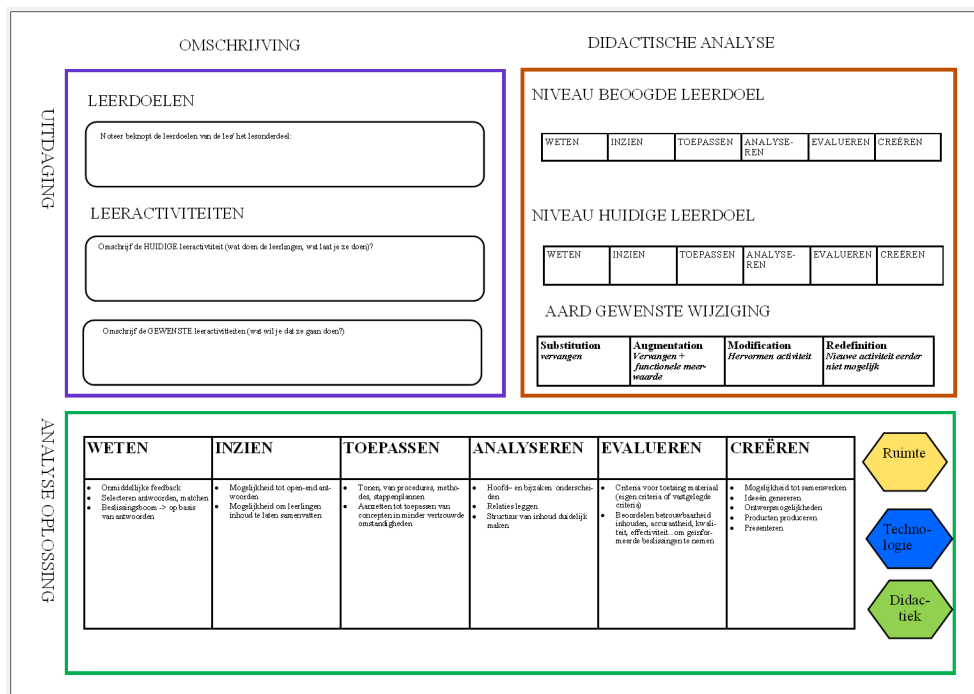 OMSCHRIJVING
DIDACTISCHE ANALYSE
UITDAGING
LEERDOELEN
Noteer beknopt de leerdoelen van de les/ het lesonderdeel:
LEERACTIVITEITEN
Omschrijf de HUIDIGE leeractivtiteit (wat doen de leerlingen, wat laat je ze doen)?
Omschrijf de GEWENSTE leeractivitteiten (wat wil je dat ze gaan doen?)
NIVEAU BEOOGDE LEERDOEL
WETEN INZIEN TOEPASSEN ANALYSE-
REN EVALUEREN CREËREN
NIVEAU HUIDIGE LEERDOEL
WETEN INZIEN TOEPASSEN ANALYSE-
REN EVALUEREN CREËREN
AARD GEWENSTE WIJZIGING
Substitution
vervangen
Augmentation
Vervangen +
functionele meer-
waarde
Modification
Hervormen activiteit
Redefinition
Nieuwe activiteit eerder
niet mogelijk
ANALYSE OPLOSSING
WETEN
• Onmiddellijke feedback
• Selecteren antwoorden, matchen
• Beslissingsboom -> op basis
van antwoorden
INZIEN
• Mogelijkheid tot open-end ant-
woorden
• Mogelijkheid om leerlingen
inhoud te laten samenvatten
TOEPASSEN
• Tonen, van procedures, metho-
des, stappenplannen
• Aanzetten tot toepassen van
concepten in minder vertrouwde
omstandigheden
ANALYSEREN
• Hoofd- en bijzaken onderschei-
den
• Relaties leggen
• Structuur van inhoud duidelijk
maken
EVALUEREN
• Criteria voor toetsing materiaal
(eigen criteria of vastgelegde
criteria)
• Beoordelen betrouwbaarheid
inhouden, accuraatheid, kwali-
teit, effectiviteit...om geïnfor-
meerde beslissingen te nemen
CREËREN
• Mogelijkheid tot samenwerken
• Ideeën genereren
• Ontwerpmogelijkheden
• Producten produceren
• Presenteren
Ruimte
Techno-
logie
Didac-
tiek